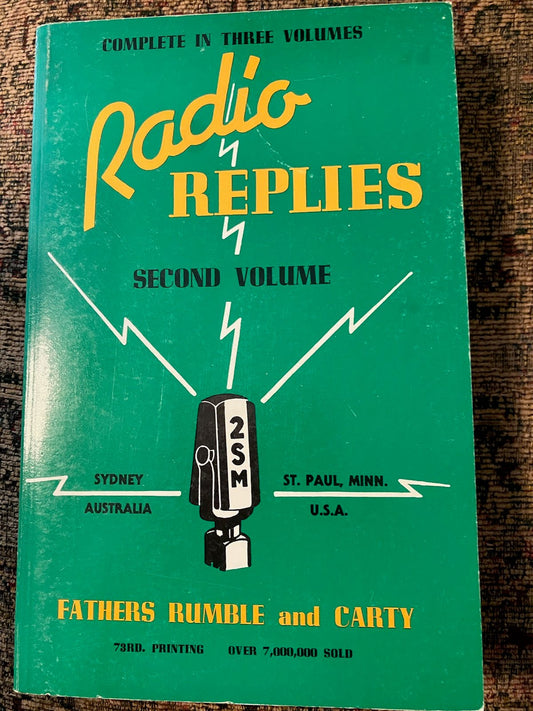 COMPLETE IN THREE VOLUMES
Radio
REPLIES
SECOND VOLUME
2SM
SYDNEY
AUSTRALIA
ST. PAUL, MINN.
U.S.A.
FATHERS RUMBLE and CARTY
73RD. PRINTING OVER 7,000,000 SOLD